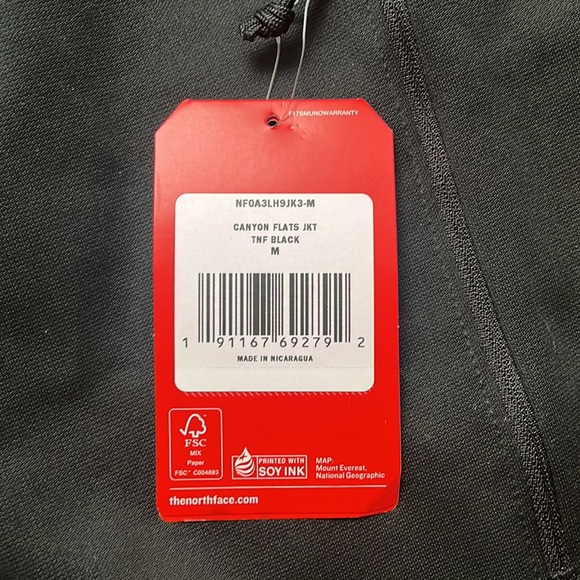 F17SMUNOWARRANTY
NF0A3LH9JK3-M
CANYON FLATS JKT
TNF BLACK
M
1 91167 69279 2
MADE IN NICARAGUA
FSC
MIX
Paper
FSC™ C004883
PRINTED WITH
SOY INK
MAP:
Mount Everest,
National Geographic
thenorthface.com